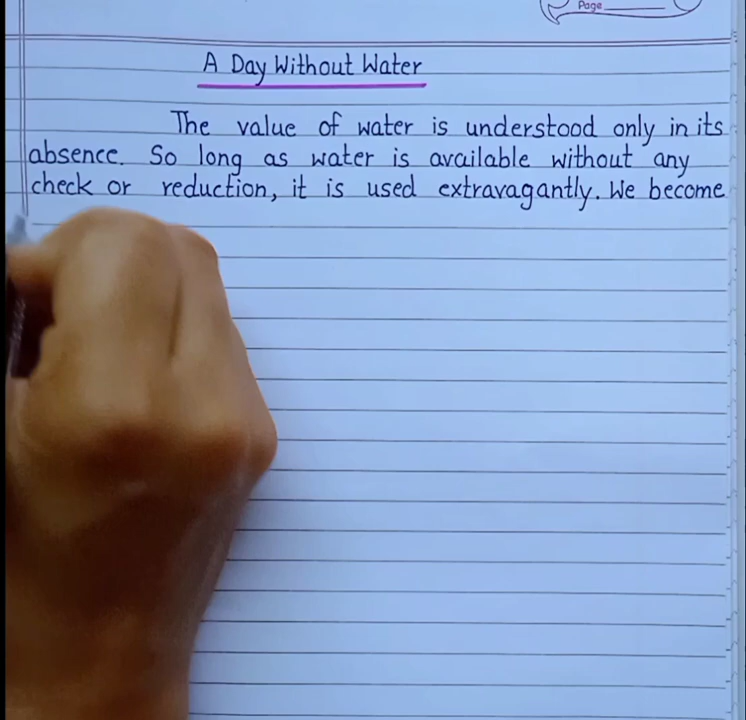 Page
A Day Without Water
The value of water is understood only in its
absence. So long as water is available without any
check or reduction, it is used extravagantly. We become